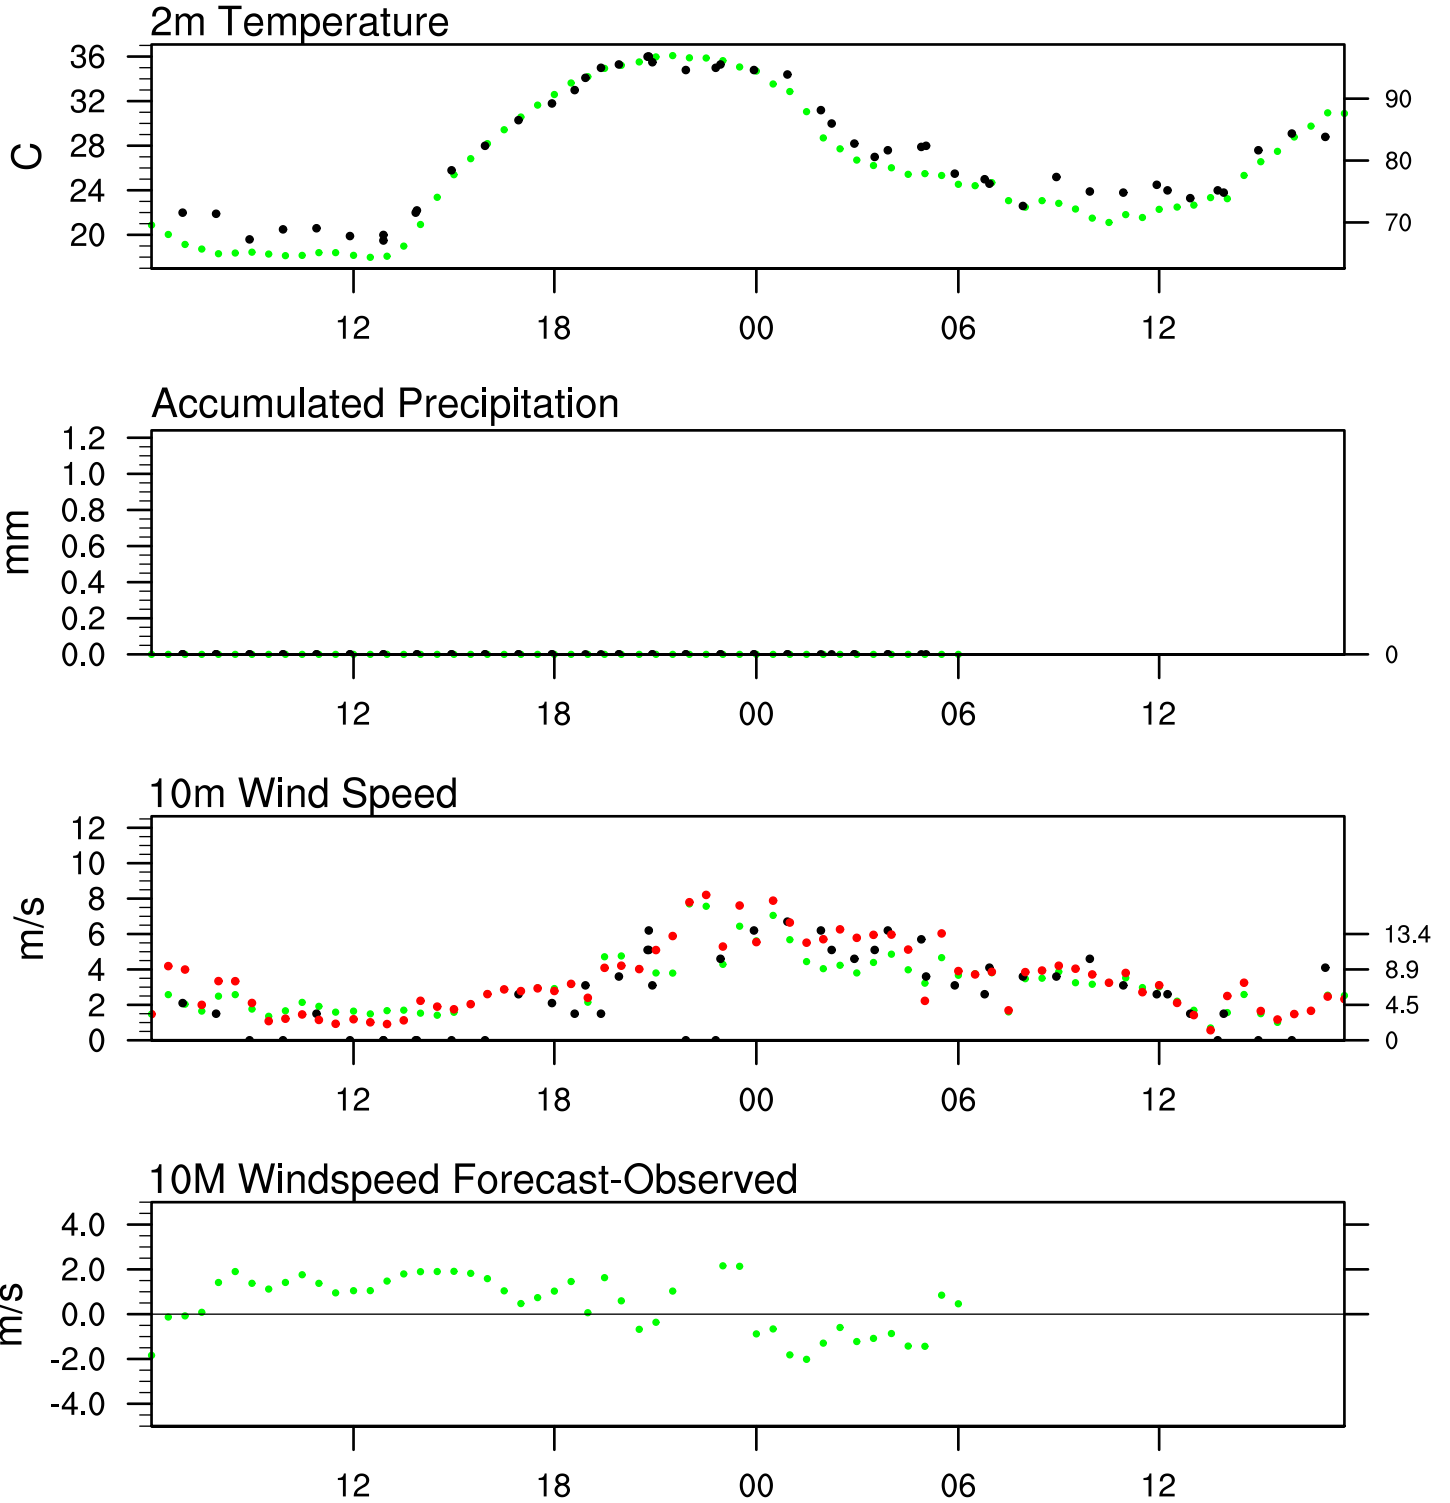 2m Temperature
36
32
28
24
20
C
90
80
70
12 18 00 06 12
Accumulated Precipitation
1.2
1.0
0.8
0.6
0.4
0.2
0.0
mm
0
12 18 00 06 12
10m Wind Speed
12
10
8
6
4
2
0
m/s
13.4
8.9
4.5
0
12 18 00 06 12
10M Windspeed Forecast-Observed
4.0
2.0
0.0
-2.0
-4.0
m/s
12 18 00 06 12